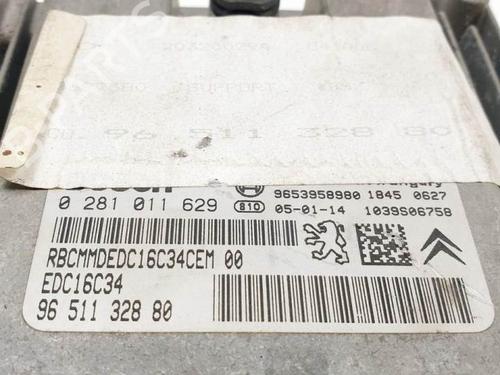 SUPPORT
96 511 328 80
0 281 011 629
810
9653958980 1845 0627
05-01-14 1039S06758
RBCMMDEDC16C34CEM 00
EDC16C34
96 511 328 80